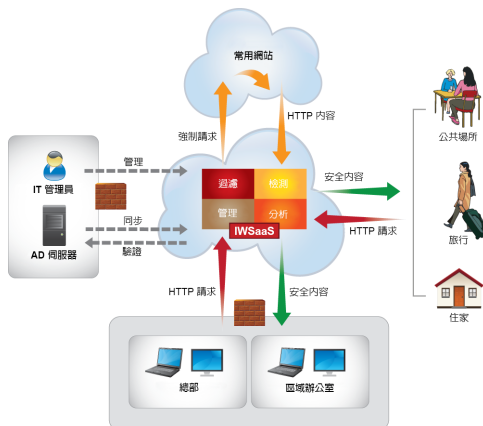 常用網站
HTTP 內容
強制請求
公共場所
IT 管理員
管理
過濾
檢測
安全內容
管理
分析
同步
IWSaaS
HTTP 請求
旅行
AD 伺服器
驗證
HTTP 請求
安全內容
住家
總部
區域辦公室